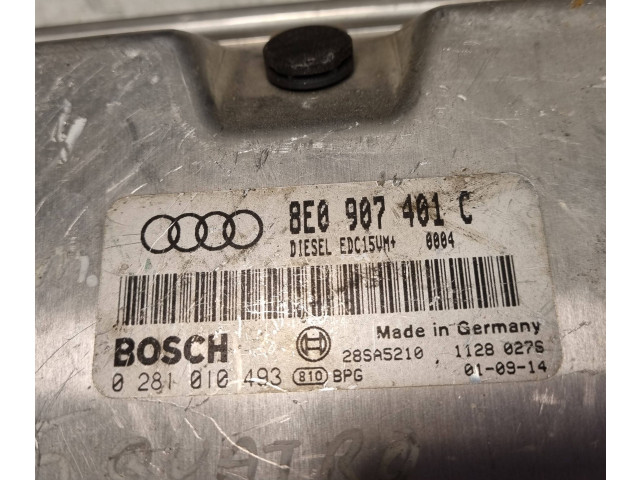 8E0 907 401 C
DIESEL EDC15VM+ 0004
BOSCH
Made in Germany
28SA5210 1128 027S
0 281 010 493 810 BPG 01-09-14